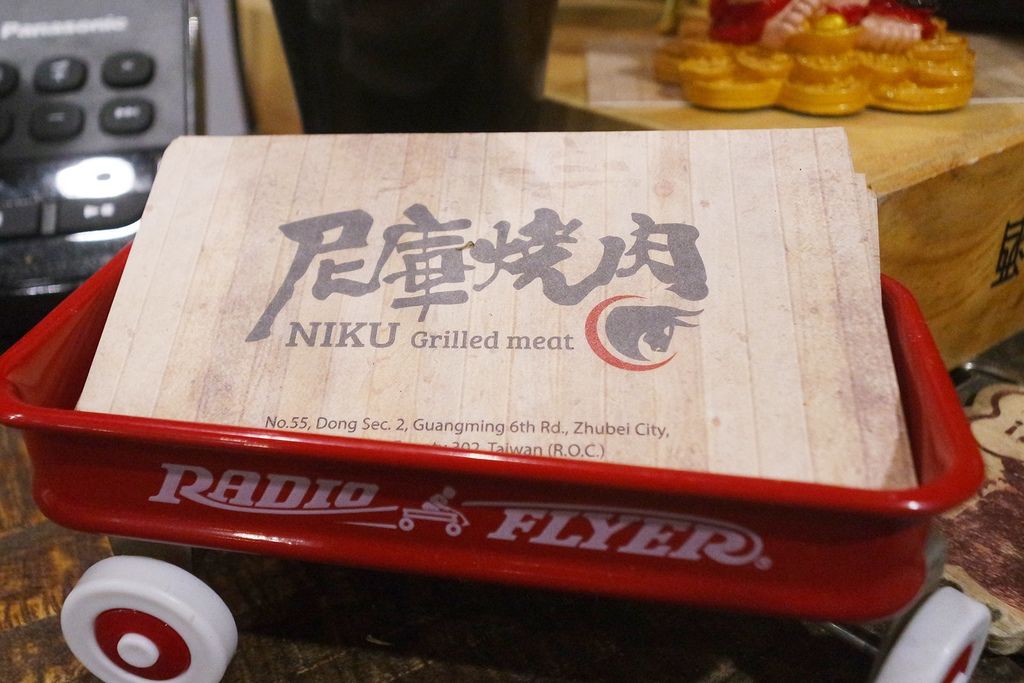 Panasonic
尼庫燒肉
NIKU Grilled meat
No.55, Dong Sec. 2, Guangming 6th Rd., Zhubei City,
302, Taiwan (R.O.C.)
RADIO FLYER®